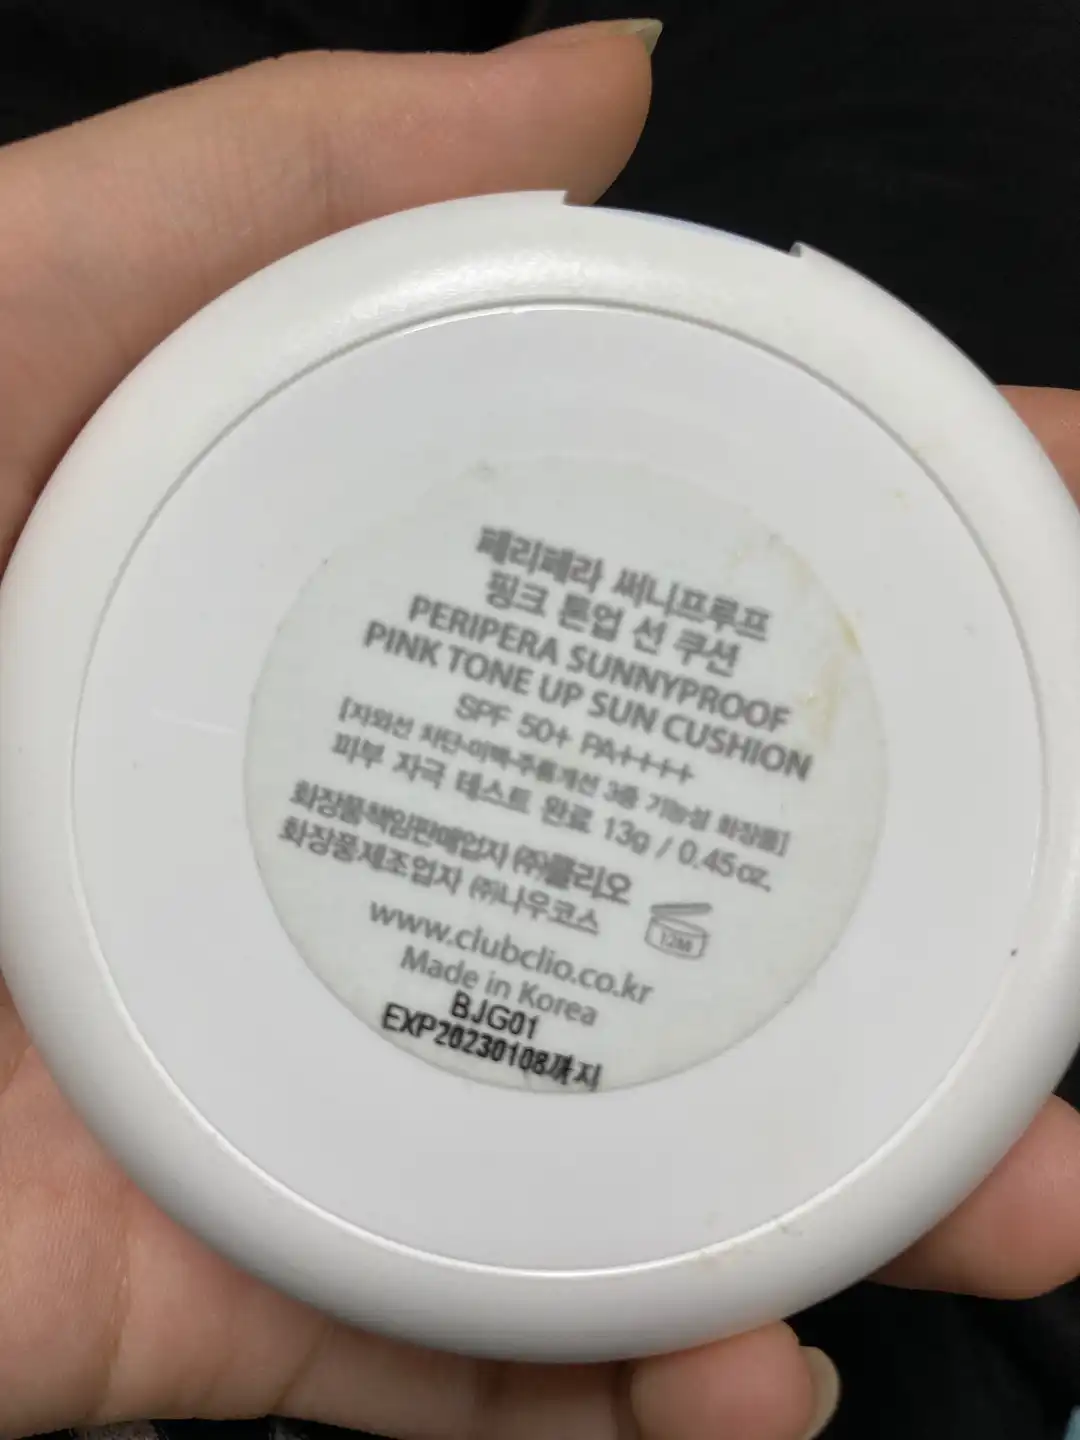 페리페라 써니프루프
핑크 톤업 선 쿠션
PERIPERA SUNNYPROOF
PINK TONE UP SUN CUSHION
SPF 50+ PA++++
[자외선 차단·미백·주름개선 3중 기능성 화장품]
피부 자극 테스트 완료 13g / 0.45oz.
화장품책임판매업자 ㈜클리오
화장품제조업자 ㈜나우코스
12M
www.clubclio.co.kr
Made in Korea
BJG01
EXP20230108까지